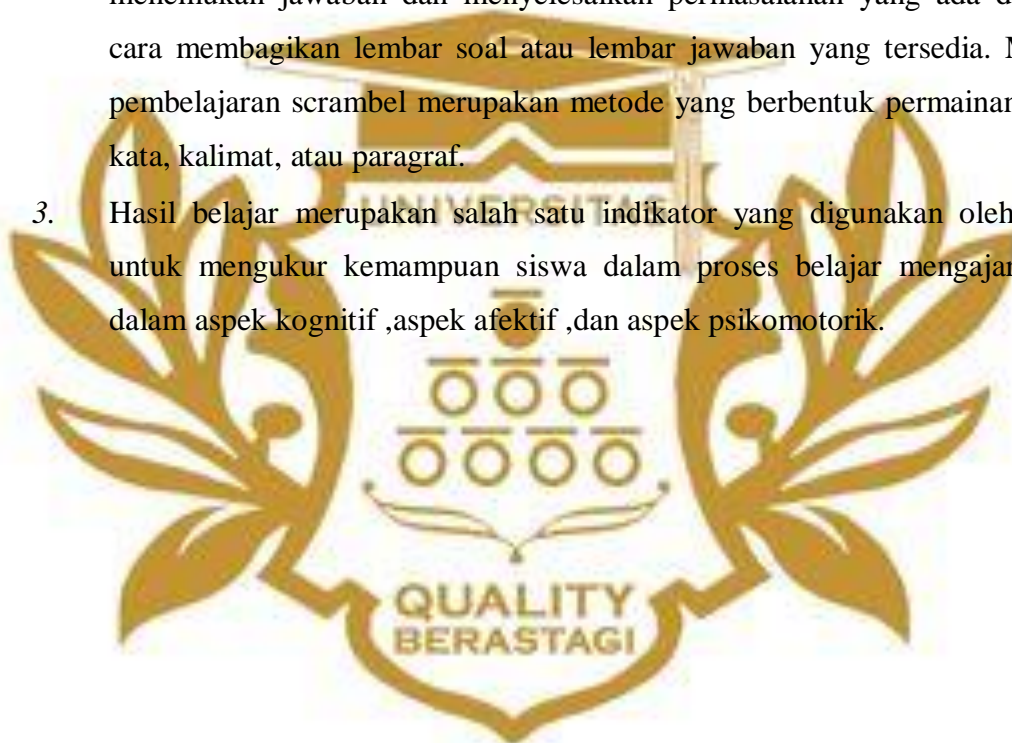 menemukan jawaban dan menyelesaikan permasalahan yang ada d
cara membagikan lembar soal atau lembar jawaban yang tersedia. M
pembelajaran scrambel merupakan metode yang berbentuk permainan
kata, kalimat, atau paragraf.
3. Hasil belajar merupakan salah satu indikator yang digunakan oleh
untuk mengukur kemampuan siswa dalam proses belajar mengajar
dalam aspek kognitif ,aspek afektif ,dan aspek psikomotorik.
UNIVERSITAS
QUALITY
BERASTAGI